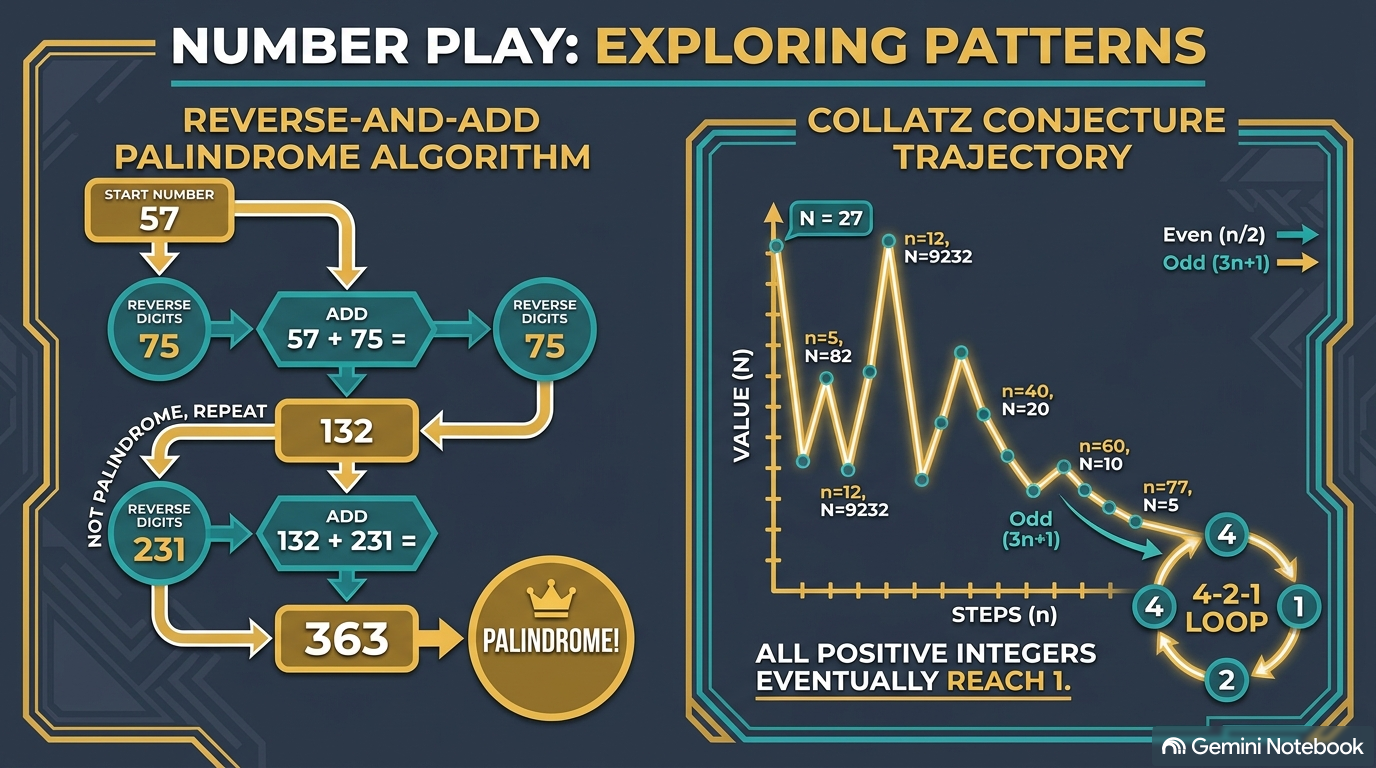 NUMBER PLAY: EXPLORING PATTERNS
REVERSE-AND-ADD
PALINDROME ALGORITHM
START NUMBER
57
REVERSE
DIGITS
75
ADD
57 + 75 =
REVERSE
DIGITS
75
NOT PALINDROME, REPEAT
132
REVERSE
DIGITS
231
ADD
132 + 231 =
363
PALINDROME!
COLLATZ CONJECTURE
TRAJECTORY
N = 27
n=12,
N=9232
Even (n/2)
Odd (3n+1)
n=5,
N=82
VALUE (N)
n=40,
N=20
n=60,
N=10
n=12,
N=9232
n=77,
N=5
Odd
(3n+1)
4
4
4-2-1
LOOP
1
2
STEPS (n)
ALL POSITIVE INTEGERS
EVENTUALLY REACH 1.
Gemini Notebook